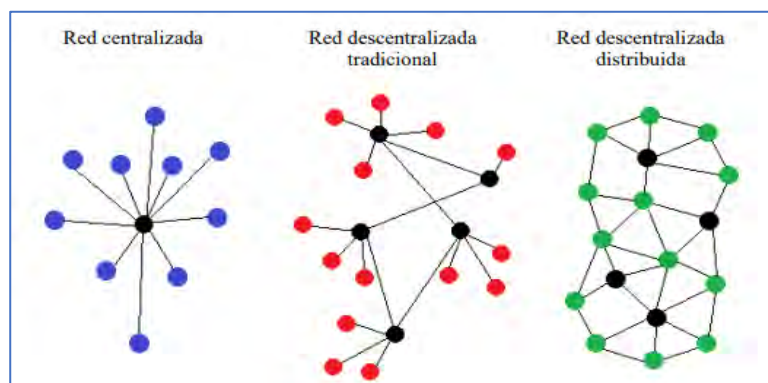 Red centralizada
Red descentralizada
tradicional
Red descentralizada
distribuida